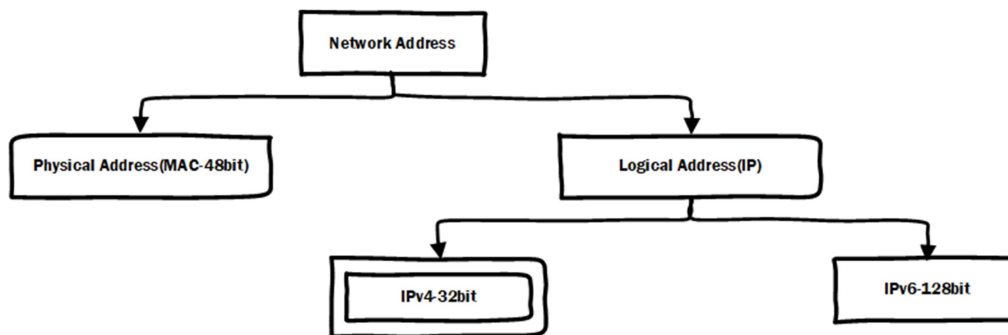 Network Address
Physical Address(MAC-48bit)
Logical Address(IP)
IPv4-32bit
IPv6-128bit